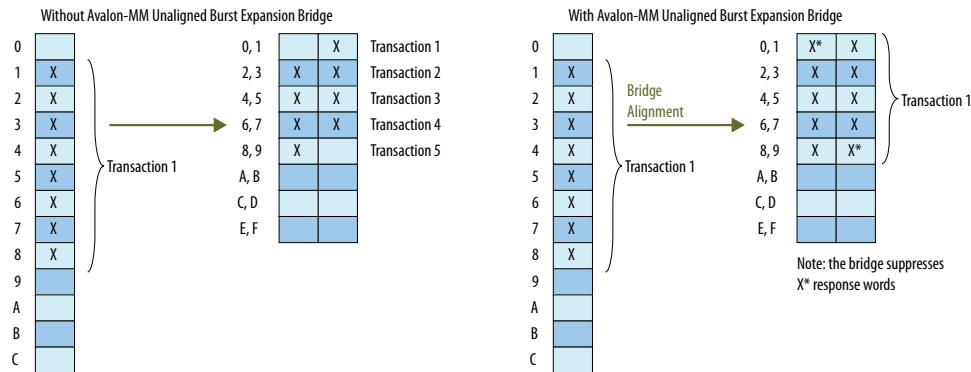 Without Avalon-MM Unaligned Burst Expansion Bridge
0
1 X
2 X
3 X
4 X
5 X
6 X
7 X
8 X
9
A
B
C
Transaction 1
0, 1 X Transaction 1
2, 3 X X Transaction 2
4, 5 X X Transaction 3
6, 7 X X Transaction 4
8, 9 X Transaction 5
A, B
C, D
E, F
With Avalon-MM Unaligned Burst Expansion Bridge
0
1 X
2 X
3 X
4 X
5 X
6 X
7 X
8 X
9
A
B
C
Transaction 1
Bridge
Alignment
0, 1 X* X
2, 3 X X
4, 5 X X
6, 7 X X
8, 9 X X*
A, B
C, D
E, F
Transaction 1
Note: the bridge suppresses
X* response words